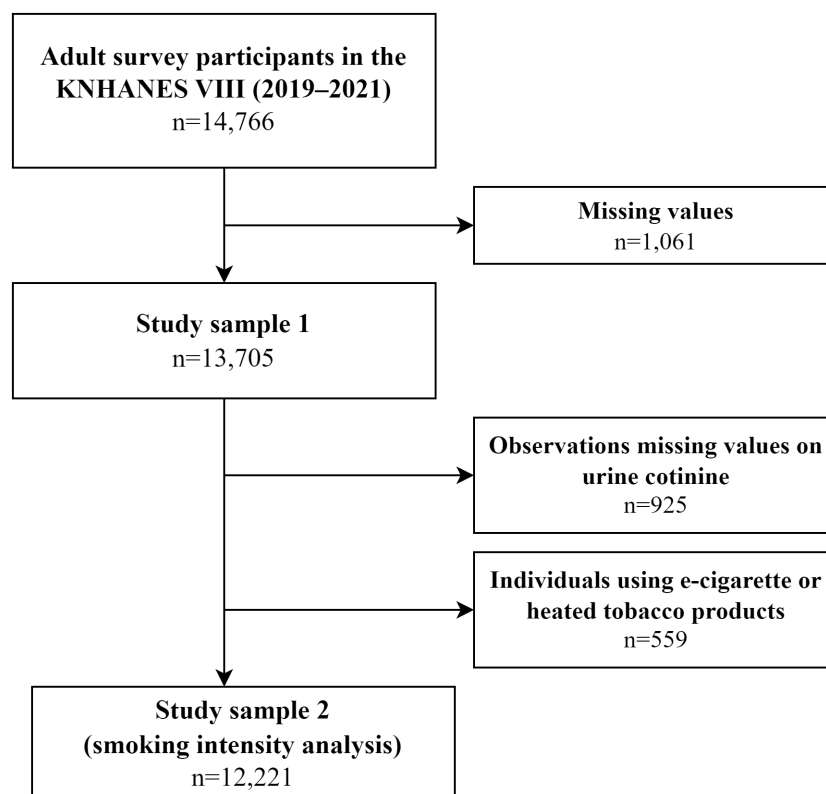 Adult survey participants in the
KNHANES VIII (2019–2021)
n=14,766
Missing values
n=1,061
Study sample 1
n=13,705
Observations missing values on
urine cotinine
n=925
Individuals using e-cigarette or
heated tobacco products
n=559
Study sample 2
(smoking intensity analysis)
n=12,221